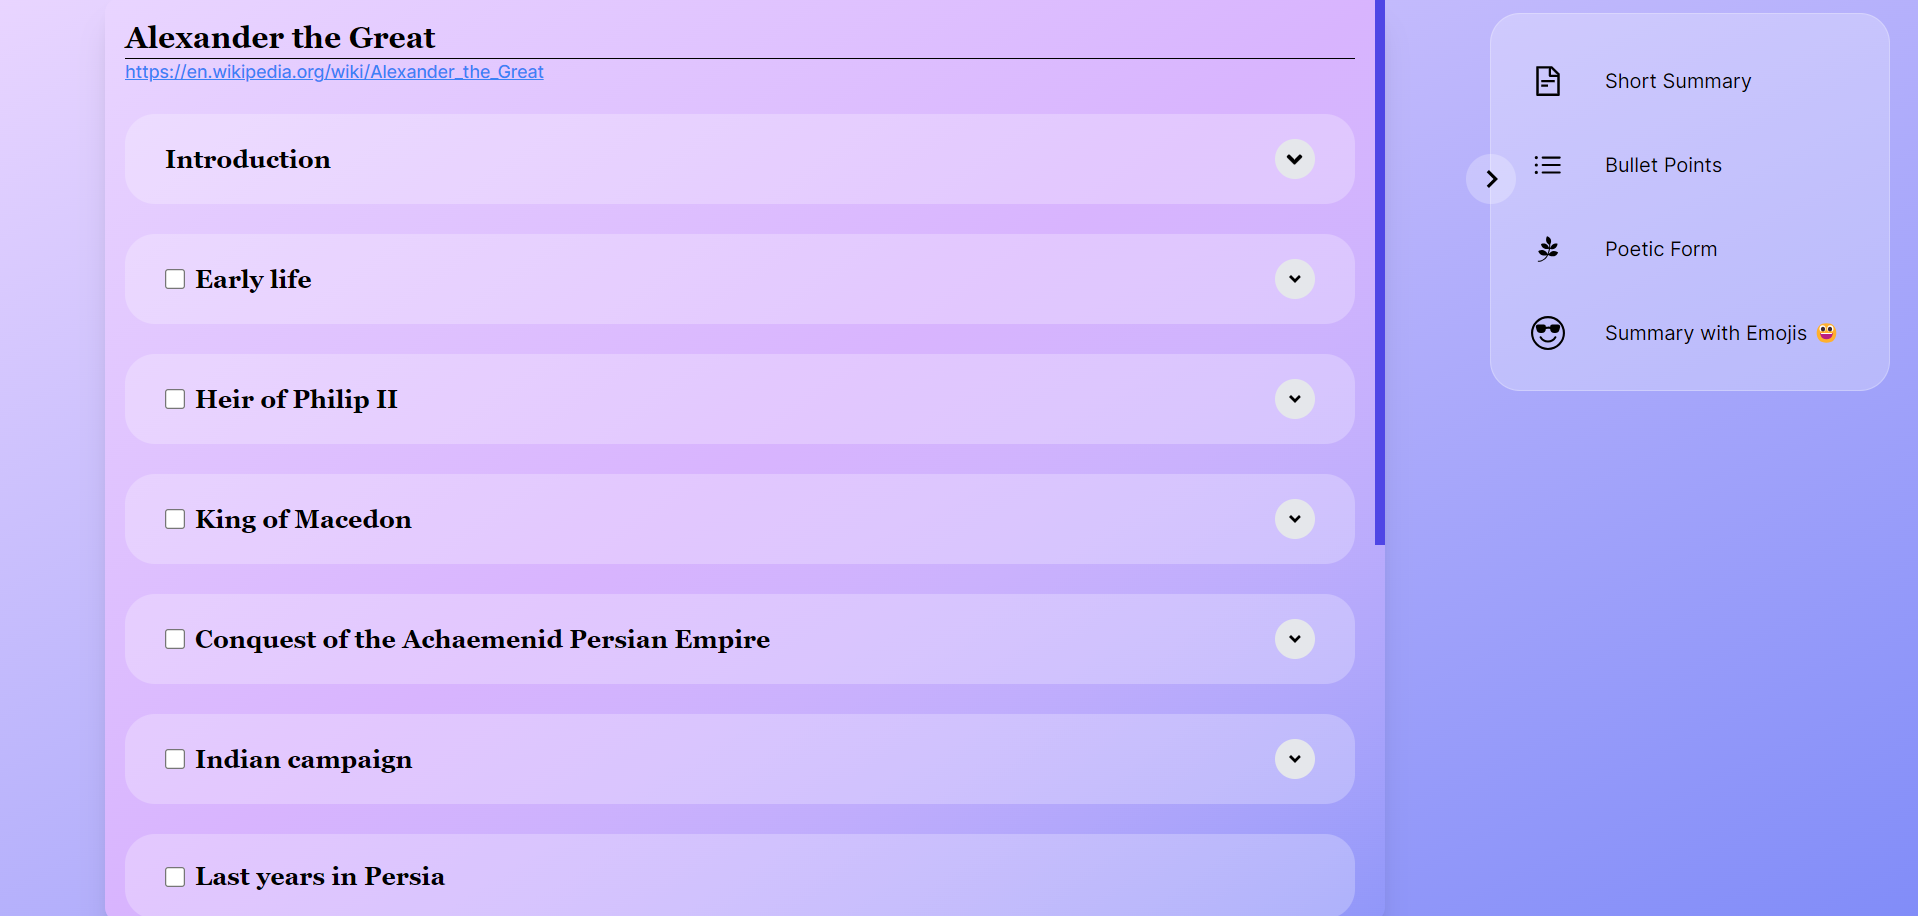 Alexander the Great
https://en.wikipedia.org/wiki/Alexander_the_Great
Introduction
Early life
Heir of Philip II
King of Macedon
Conquest of the Achaemenid Persian Empire
Indian campaign
Last years in Persia
Short Summary
Bullet Points
Poetic Form
Summary with Emojis 😀